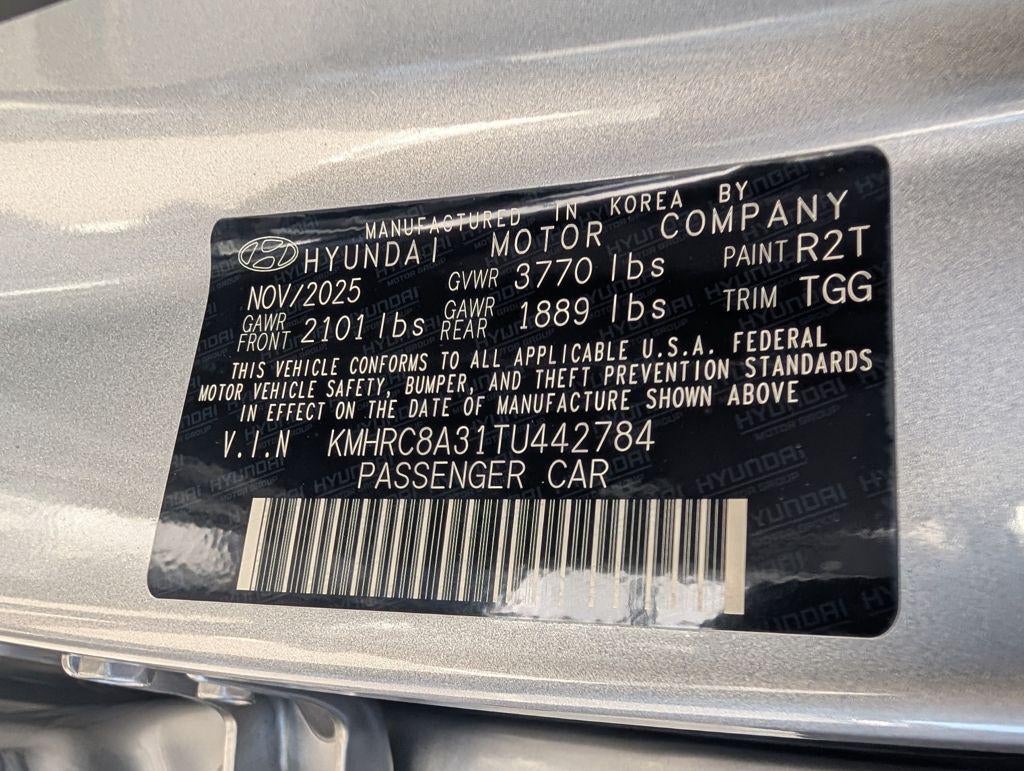 MANUFACTURED IN KOREA BY
HYUNDAI MOTOR COMPANY
NOV/2025 GVWR 3770 lbs PAINT R2T
GAWR FRONT 2101 lbs GAWR REAR 1889 lbs TRIM TGG
THIS VEHICLE CONFORMS TO ALL APPLICABLE U.S.A. FEDERAL
MOTOR VEHICLE SAFETY, BUMPER, AND THEFT PREVENTION STANDARDS
IN EFFECT ON THE DATE OF MANUFACTURE SHOWN ABOVE
V.I.N KMHRC8A31TU442784
PASSENGER CAR